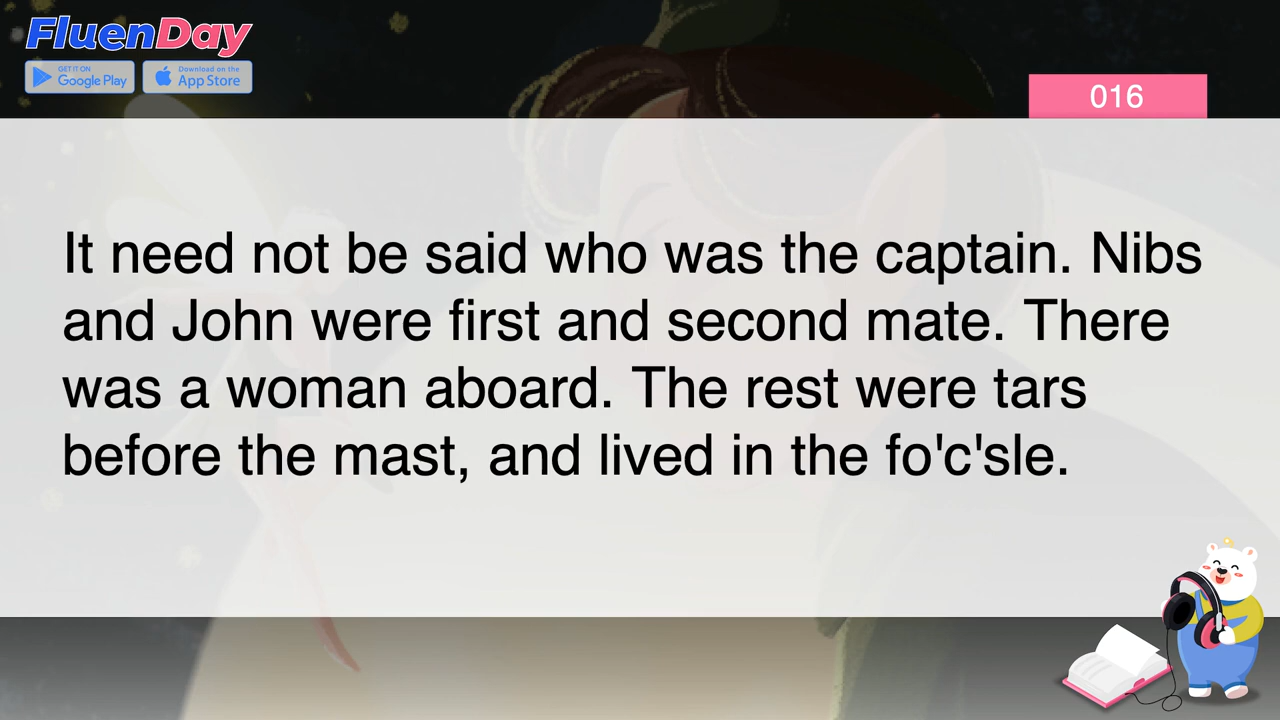 FluenDay
GET IT ON
Google Play
Download on the
App Store
016
It need not be said who was the captain. Nibs
and John were first and second mate. There
was a woman aboard. The rest were tars
before the mast, and lived in the fo'c'sle.